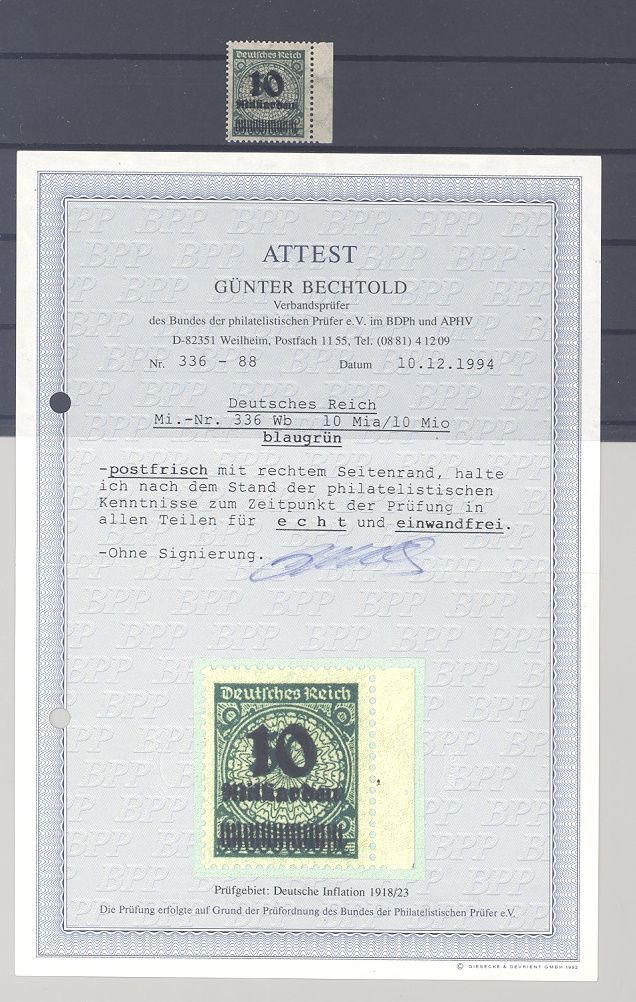 Deutsches Reich
10
Milliarden
ATTEST
GÜNTER BECHTOLD
Verbandsprüfer
des Bundes der philatelistischen Prüfer e.V. im BDPh und APHV
D-82351 Weilheim, Postfach 11 55, Tel. (08 81) 4 12 09
Nr. 336 - 88 Datum 10.12.1994
Deutsches Reich
Mi.-Nr. 336 Wb 10 Mia/10 Mio
blaugrün
-postfrisch mit rechtem Seitenrand, halte
ich nach dem Stand der philatelistischen
Kenntnisse zum Zeitpunkt der Prüfung in
allen Teilen für e c h t und einwandfrei.
-Ohne Signierung.
Deutsches Reich
10
Milliarden
Prüfgebiet: Deutsche Inflation 1918/23
Die Prüfung erfolgte auf Grund der Prüfordnung des Bundes der Philatelistischen Prüfer e.V.
© GIESECKE & DEVRIENT GMBH 1992